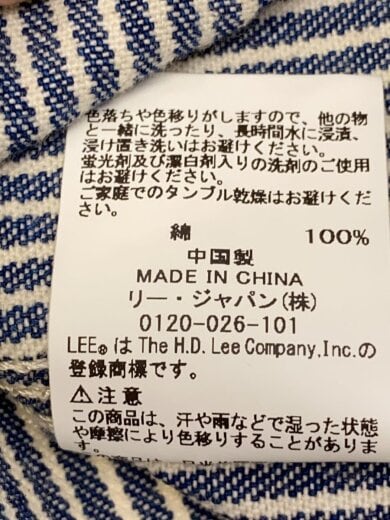 色落ちや色移りがしますので、他の物
と一緒に洗ったり、長時間水に浸漬、
浸け置き洗いはお避けください。
蛍光剤及び漂白剤入りの洗剤のご使用
はお避けください。
ご家庭でのタンブル乾燥はお避けくださ
い。
綿 100%
中国製
MADE IN CHINA
リー・ジャパン(株)
0120-026-101
LEE® は The H.D. Lee Company,Inc.の
登録商標です。
⚠注意
この商品は、汗や雨などで湿った状態
や摩擦により色移りすることがありま
す。